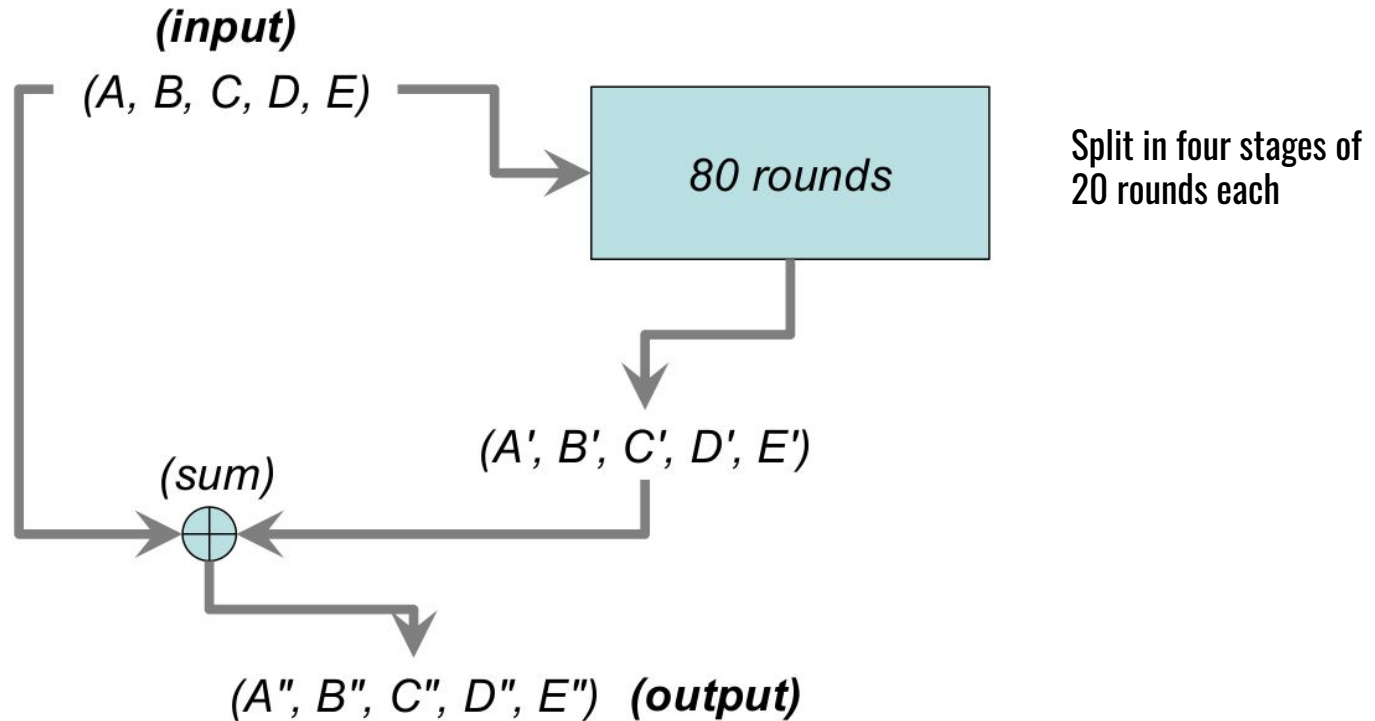 (input)
(A, B, C, D, E)
80 rounds
Split in four stages of
20 rounds each
(A', B', C', D', E')
(sum)
(A", B", C", D", E") (output)